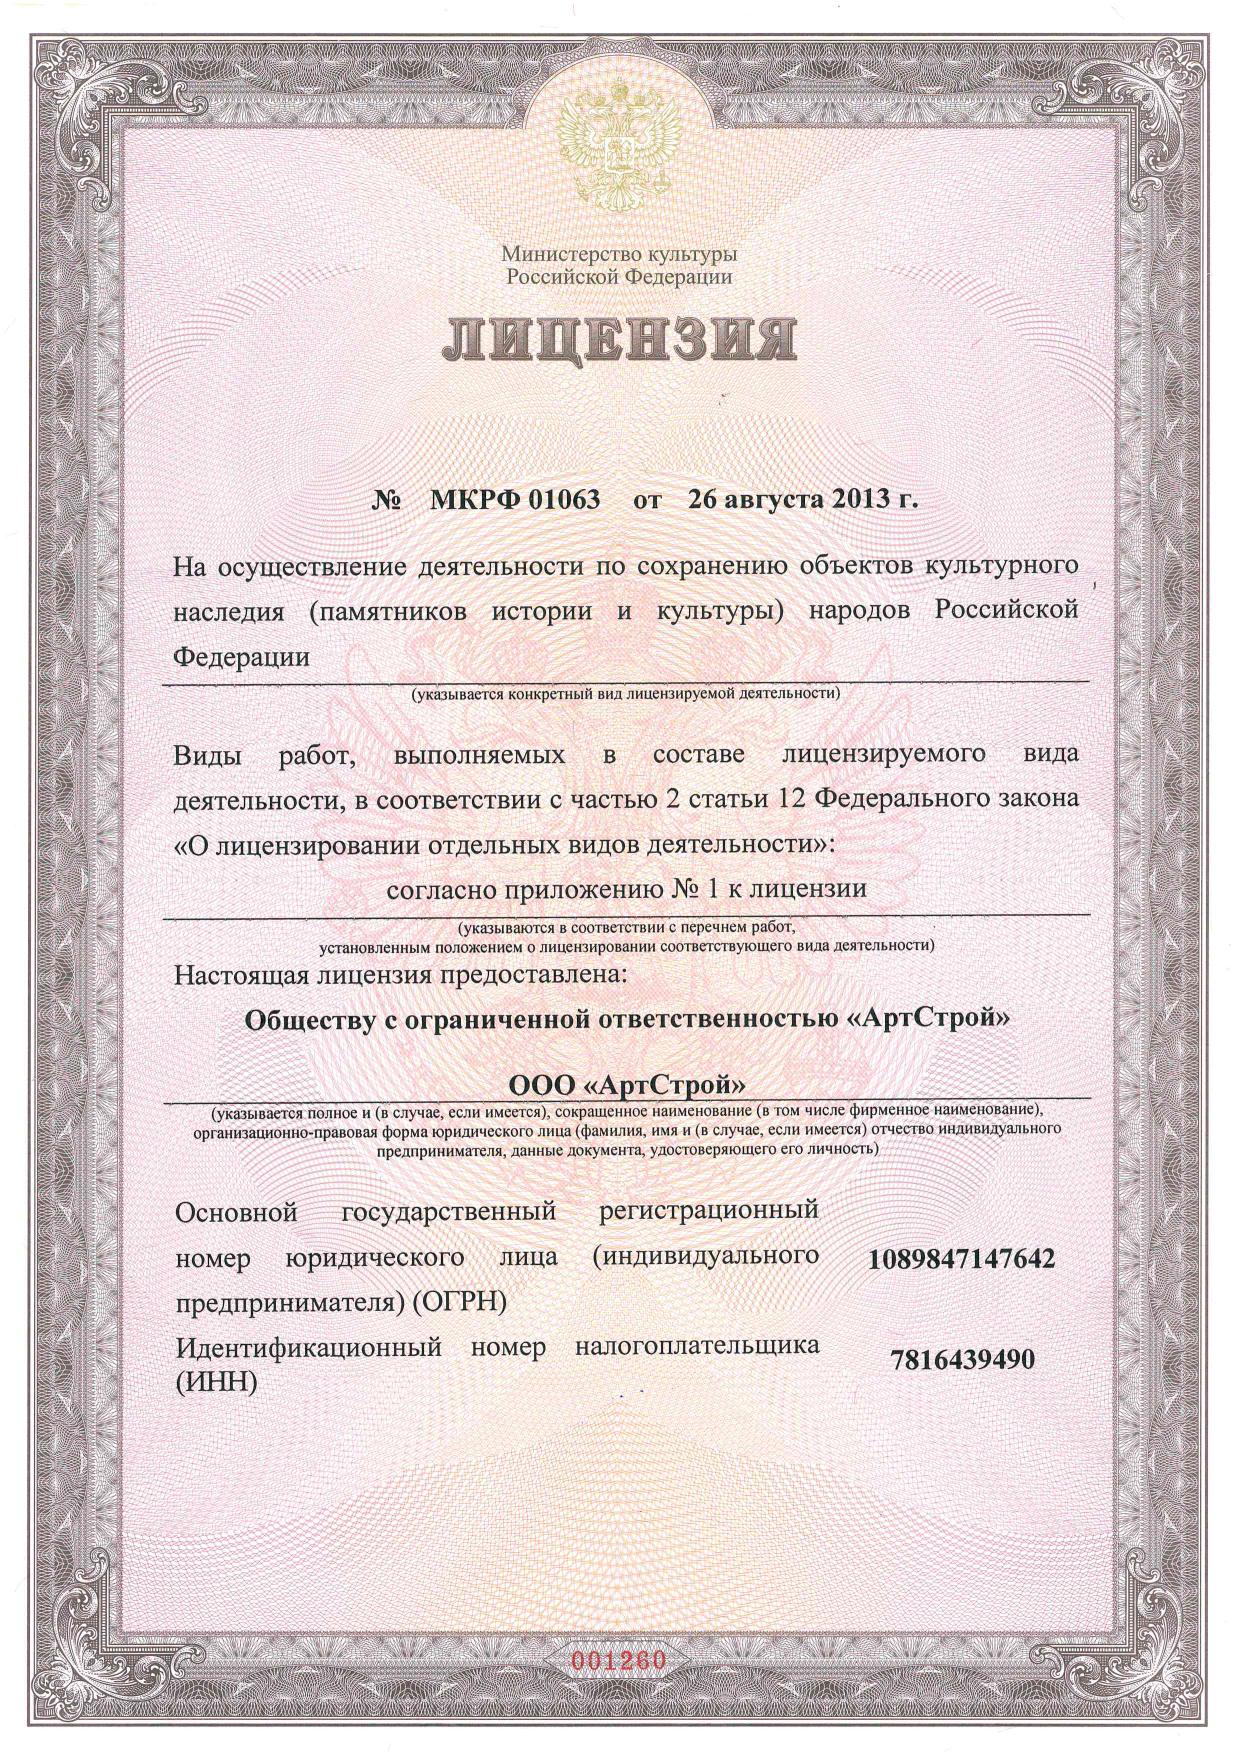 Министерство культуры
Российской Федерации
ЛИЦЕНЗИЯ
№ МКРФ 01063 от 26 августа 2013 г.
На осуществление деятельности по сохранению объектов культурного
наследия (памятников истории и культуры) народов Российской
Федерации
(указывается конкретный вид лицензируемой деятельности)
Виды работ, выполняемых в составе лицензируемого вида
деятельности, в соответствии с частью 2 статьи 12 Федерального закона
«О лицензировании отдельных видов деятельности»:
согласно приложению № 1 к лицензии
(указываются в соответствии с перечнем работ,
установленным положением о лицензировании соответствующего вида деятельности)
Настоящая лицензия предоставлена:
Обществу с ограниченной ответственностью «АртСтрой»
ООО «АртСтрой»
(указывается полное и (в случае, если имеется), сокращенное наименование (в том числе фирменное наименование),
организационно-правовая форма юридического лица (фамилия, имя и (в случае, если имеется) отчество индивидуального
предпринимателя, данные документа, удостоверяющего его личность)
Основной государственный регистрационный
номер юридического лица (индивидуального 1089847147642
предпринимателя) (ОГРН)
Идентификационный номер налогоплательщика 7816439490
(ИНН)
001260